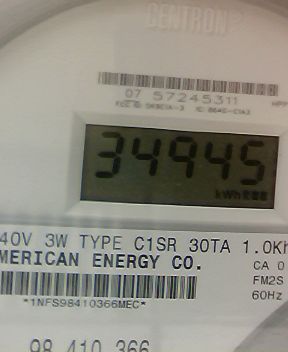 CENTRON
07 57245311
34945
kWh
40V 3W TYPE C1SR 30TA 1.0Kh
MERICAN ENERGY CO.
CA 0
FM2S
60Hz
*1NFS98410366MEC*
98 410 366